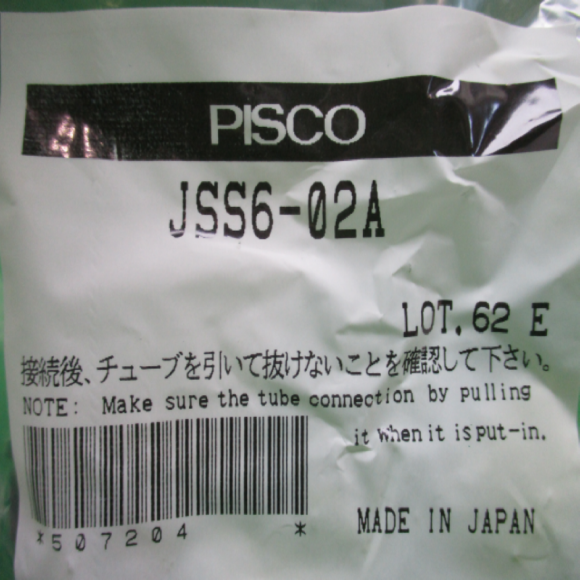 PISCO
JSS6-02A
LOT. 62 E
接続後、チューブを引いて抜けないことを確認して下さい。
NOTE: Make sure the tube connection by pulling
it when it is put-in.
*507204 *
MADE IN JAPAN